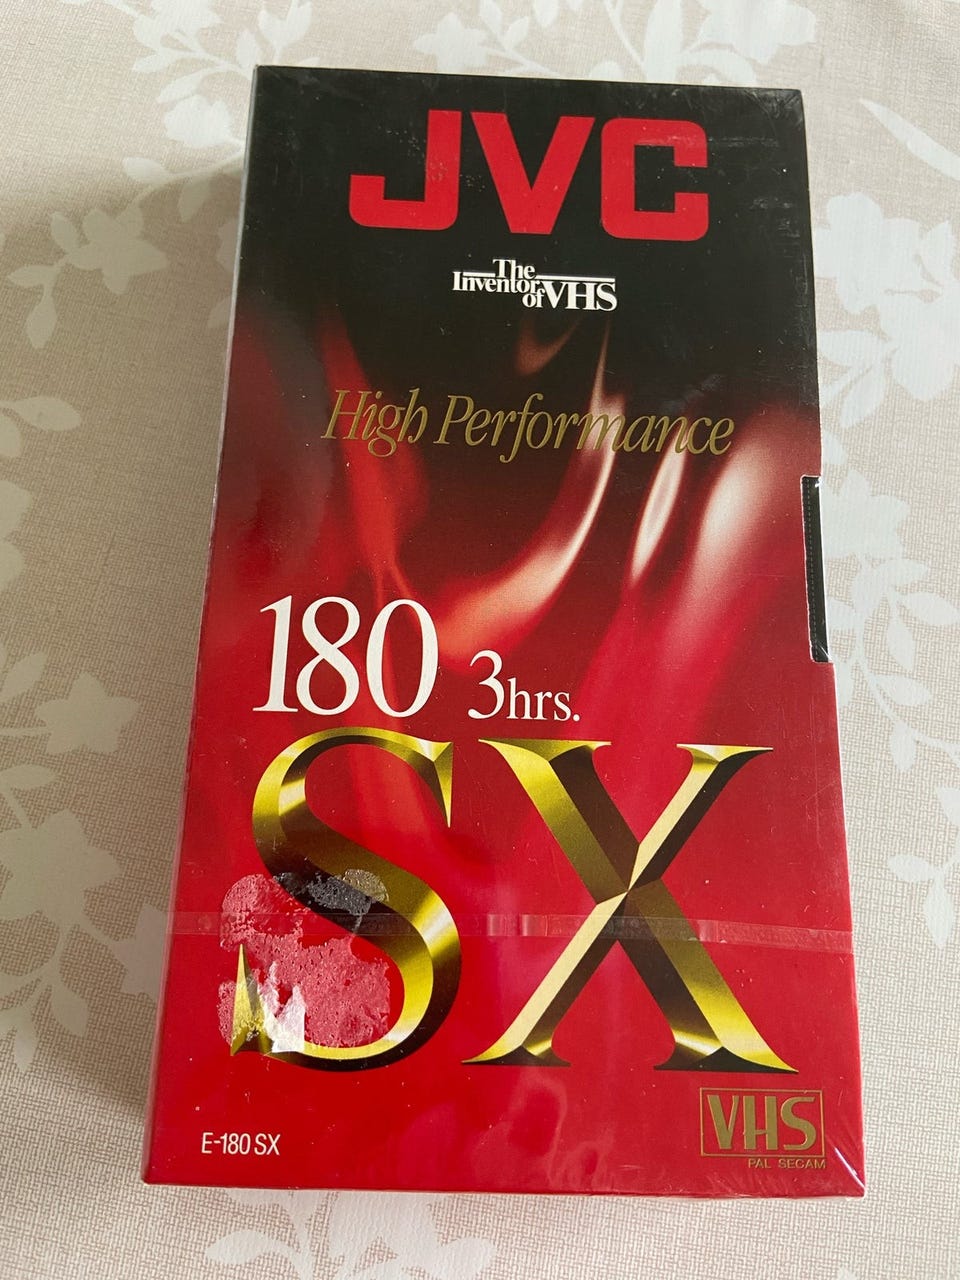 JVC
The
Inventor
of VHS
High Performance
180 3hrs.
SX
E-180 SX
VHS
PAL SECAM